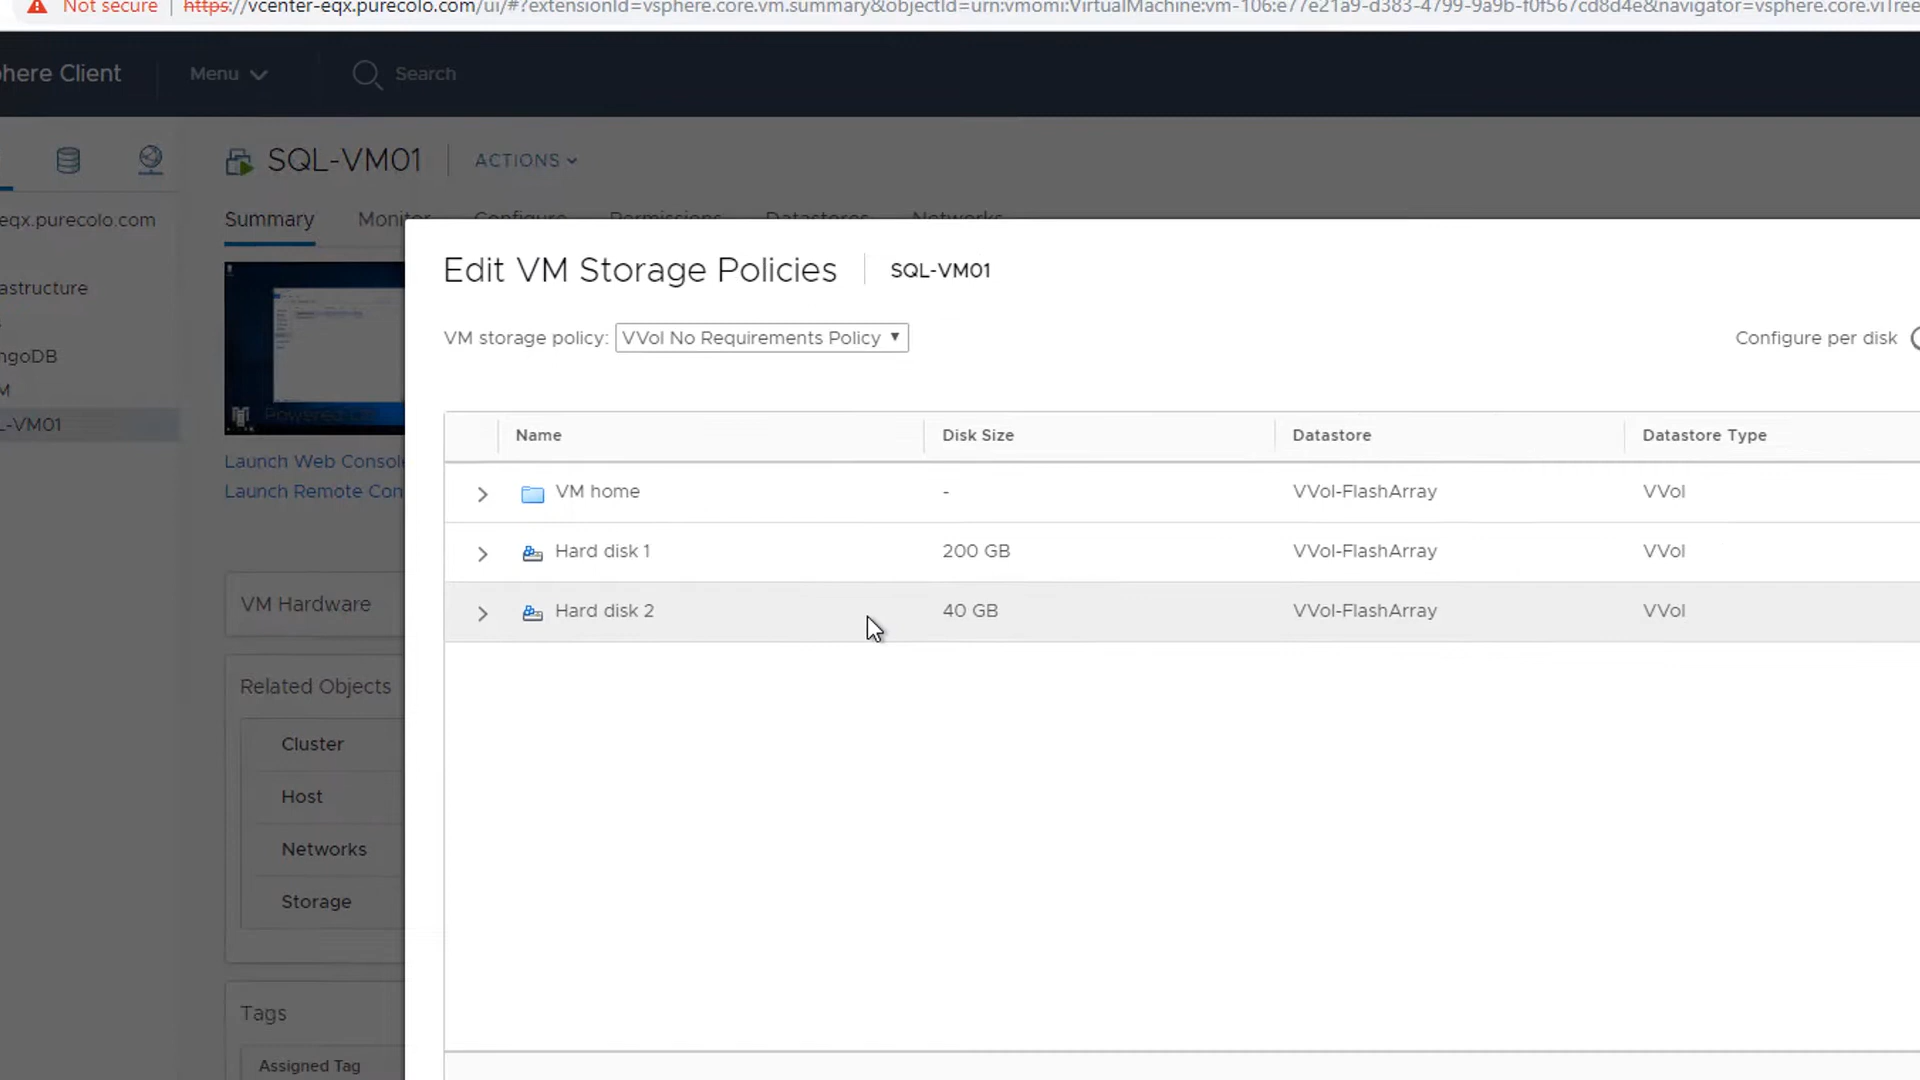 Not secure https://vcenter-eqx.purecolo.com/ui/#?extensionId=vsphere.core.vm.summary&objectId=urn:vmomi:VirtualMachine:vm-106:e77e21a9-d383-4799-9a9b-f0f567cd8d4e&navigator=vsphere.core.viTree
here Client Menu Search
SQL-VM01 ACTIONS
eqx.purecolo.com
Summary Monitor Configure Permissions Datastores Networks
astructure
ngoDB
M
L-VM01
Powered On
Launch Web Console
Launch Remote Con
VM Hardware
Related Objects
Cluster
Host
Networks
Storage
Tags
Assigned Tag
Edit VM Storage Policies SQL-VM01
VM storage policy: VVol No Requirements Policy Configure per disk
Name Disk Size Datastore Datastore Type
VM home - VVol-FlashArray VVol
Hard disk 1 200 GB VVol-FlashArray VVol
Hard disk 2 40 GB VVol-FlashArray VVol